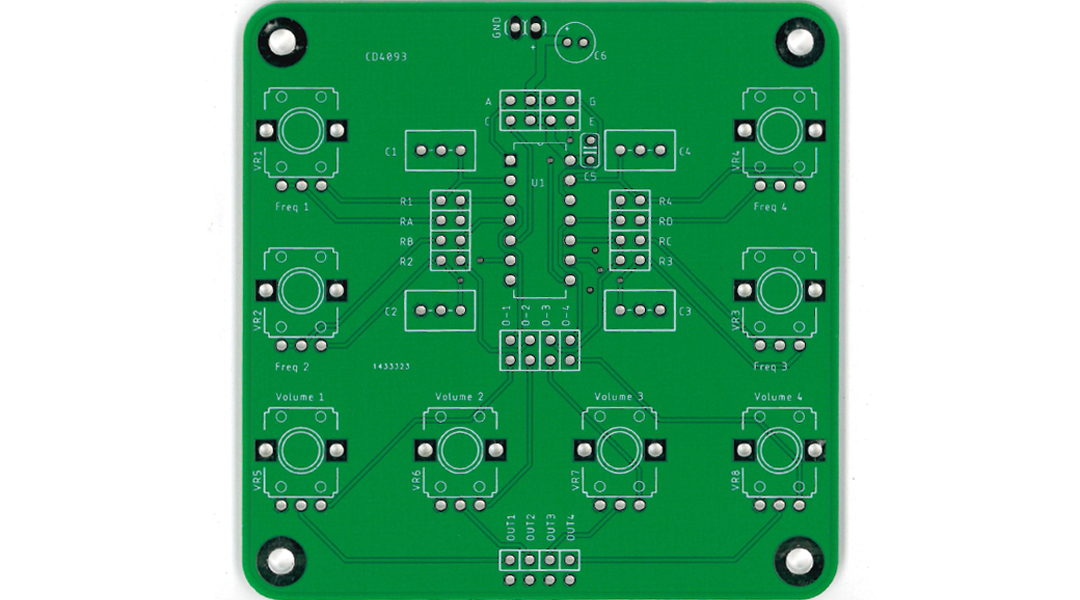 GND
+
+
C6
CD4093
A
G
C
E
VR1
VR4
C1
C4
C5
U1
Freq 1
Freq 4
R1
R4
RA
RD
RB
RC
R2
R3
VR2
VR3
C2
C3
O-1
O-2
O-3
O-4
Freq 2
Freq 3
1433323
Volume 1
Volume 2
Volume 3
Volume 4
VR5
VR6
VR7
VR8
OUT1
OUT2
OUT3
OUT4